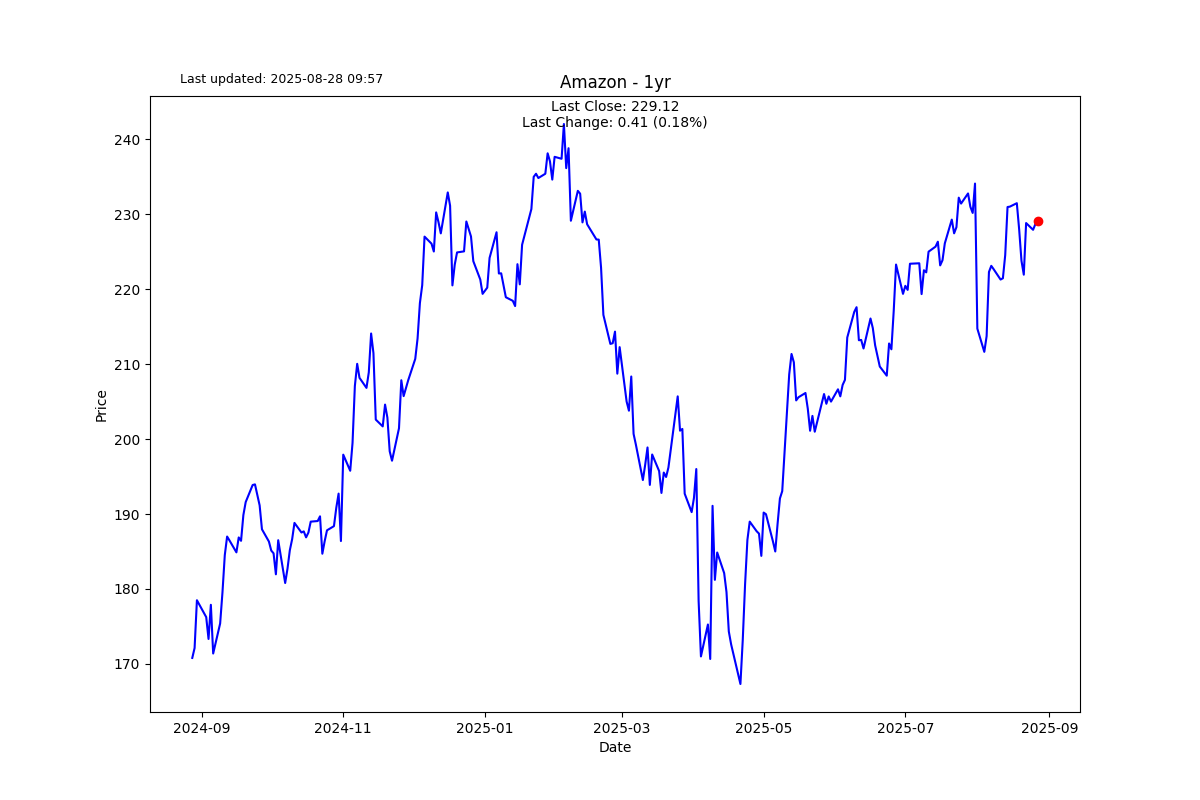 Last updated: 2025-08-28 09:57
Amazon - 1yr
Last Close: 229.12
Last Change: 0.41 (0.18%)
240
230
220
210
200
190
180
170
Price
2024-09
2024-11
2025-01
2025-03
2025-05
2025-07
2025-09
Date